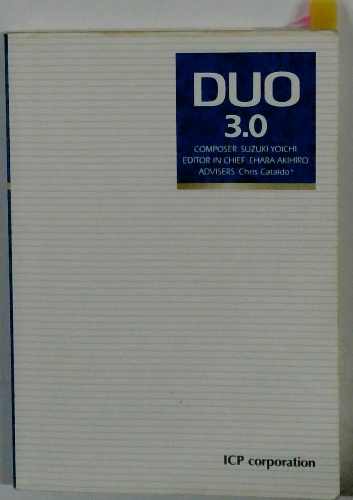 DUO
3.0
COMPOSER SUZUKI YOICHI
EDITOR IN CHIEF EHARA AKIHIRO
ADVISERS Chris Cataldo
ICP corporation